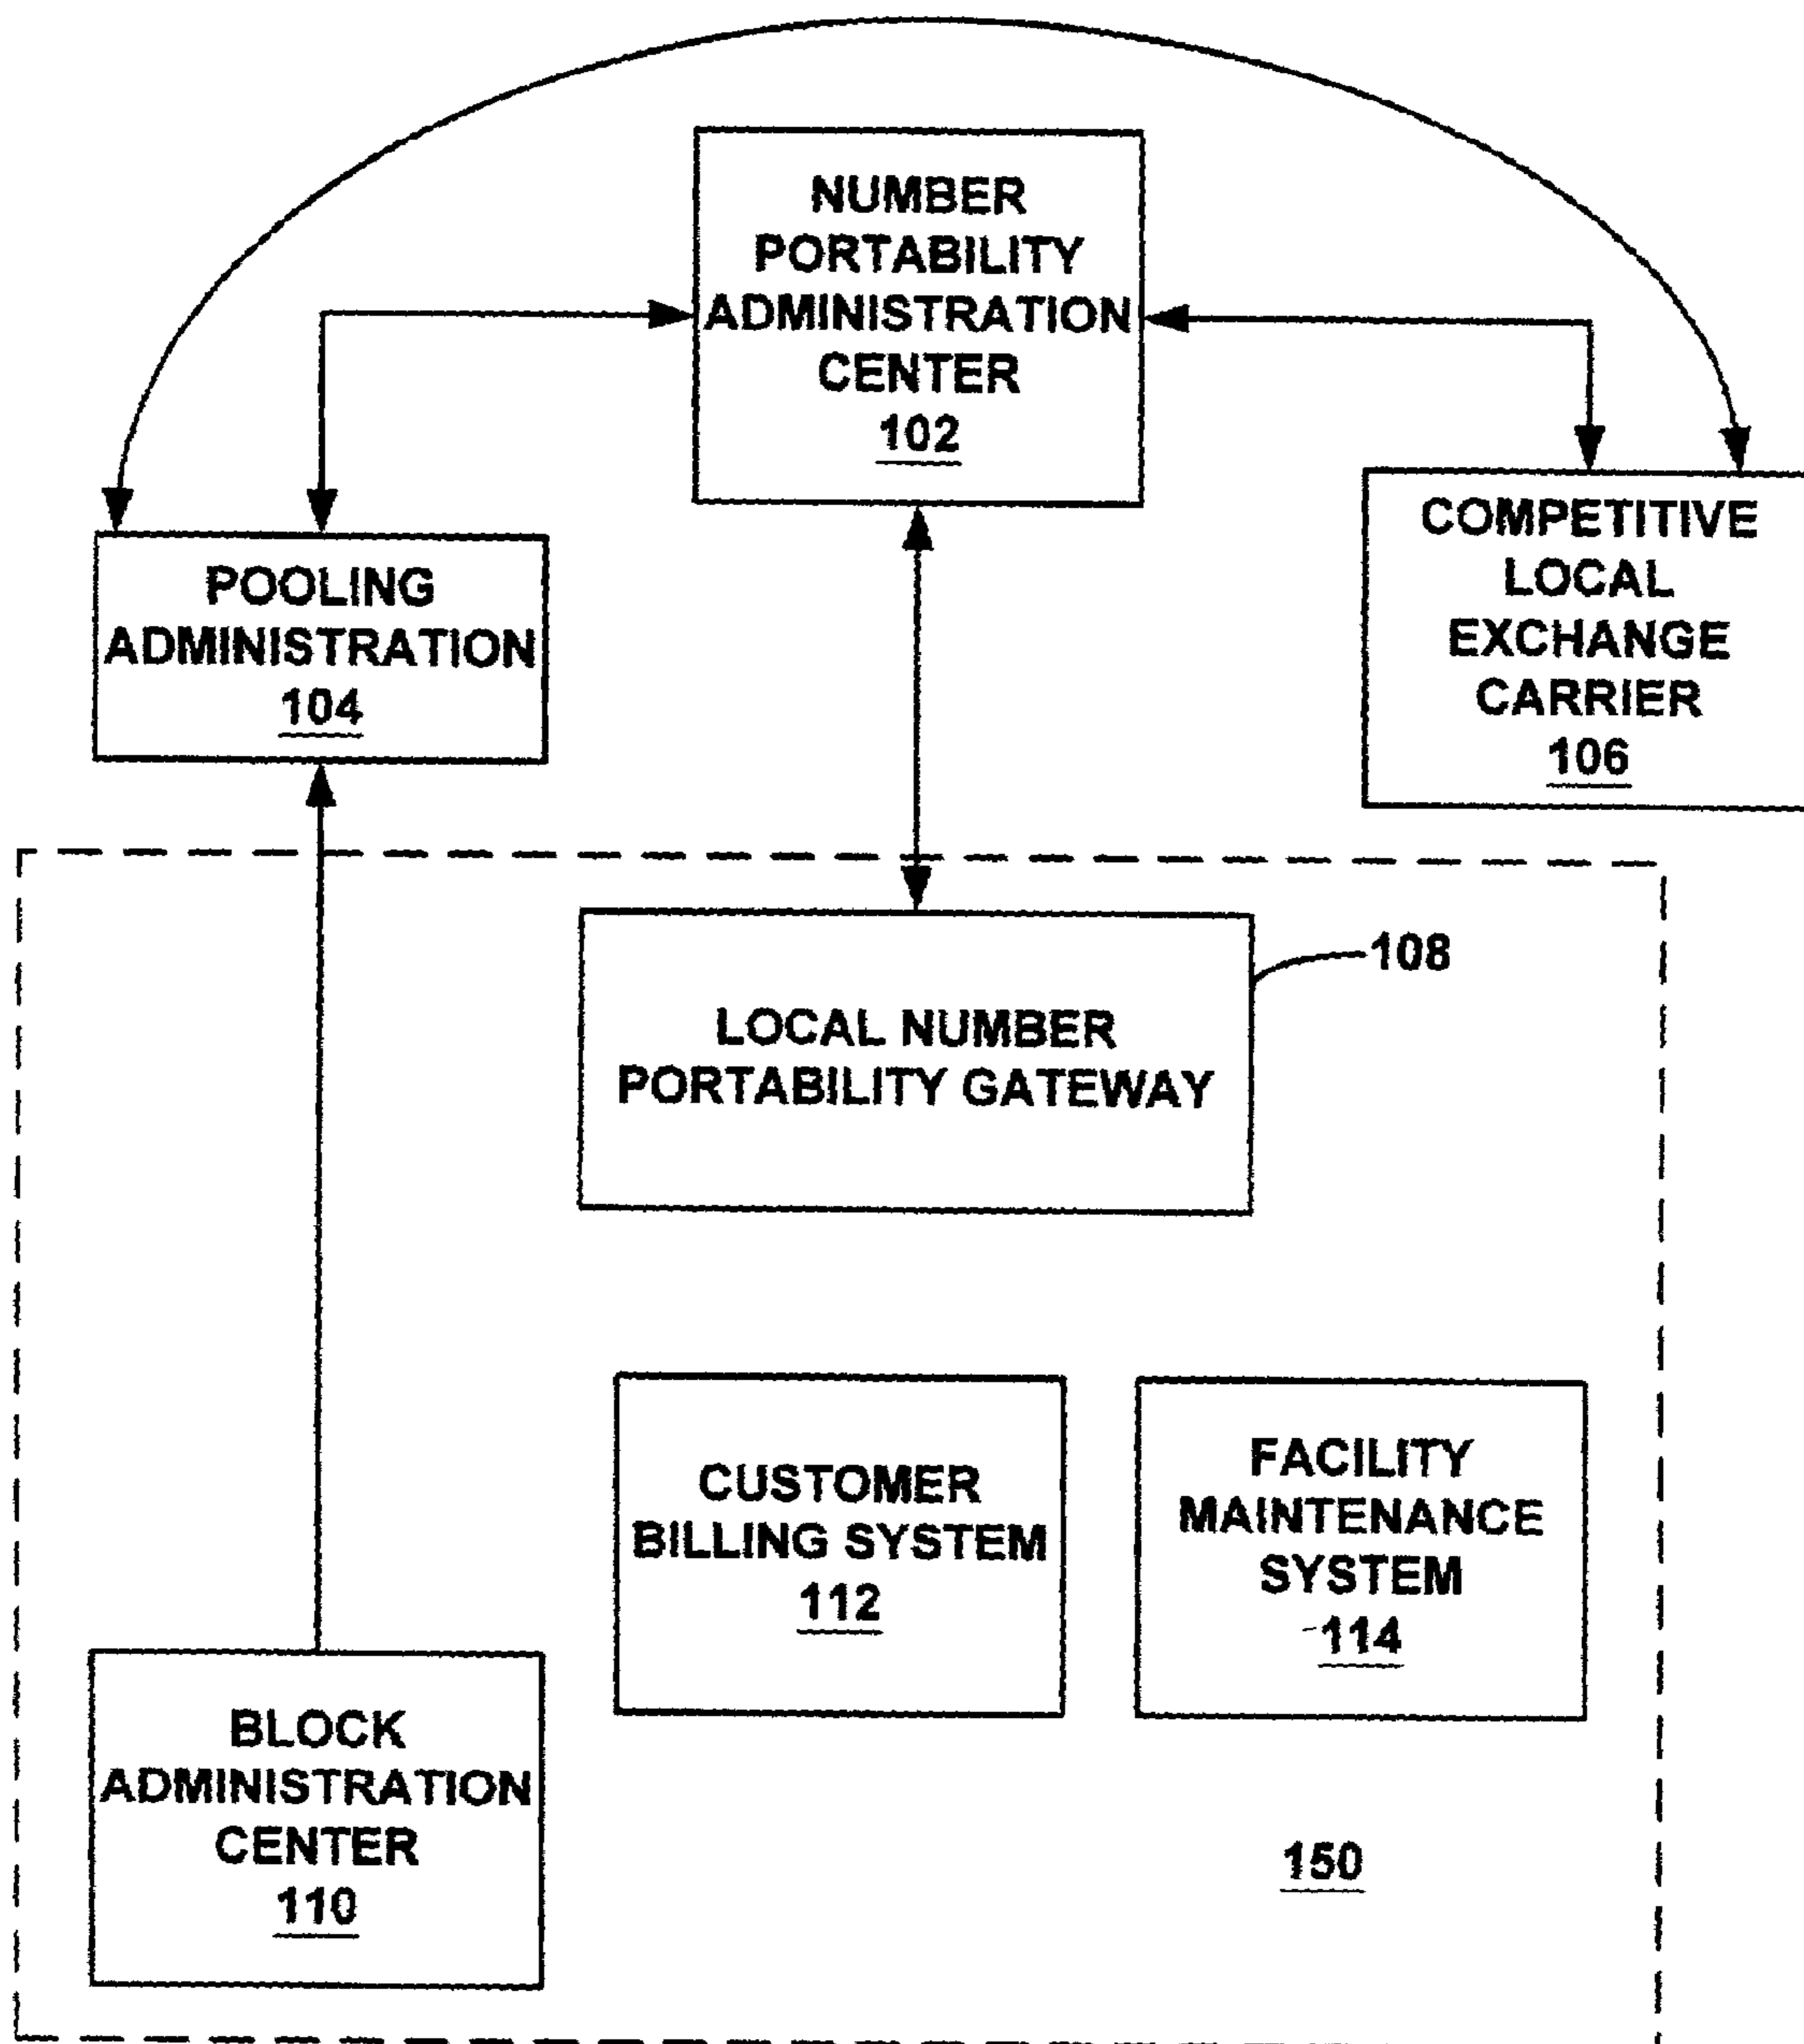 NUMBER
PORTABILITY
ADMINISTRATION
CENTER
102
POOLING
ADMINISTRATION
104
COMPETITIVE
LOCAL
EXCHANGE
CARRIER
106
108
LOCAL NUMBER
PORTABILITY GATEWAY
CUSTOMER
BILLING SYSTEM
112
FACILITY
MAINTENANCE
SYSTEM
114
BLOCK
ADMINISTRATION
CENTER
110
150